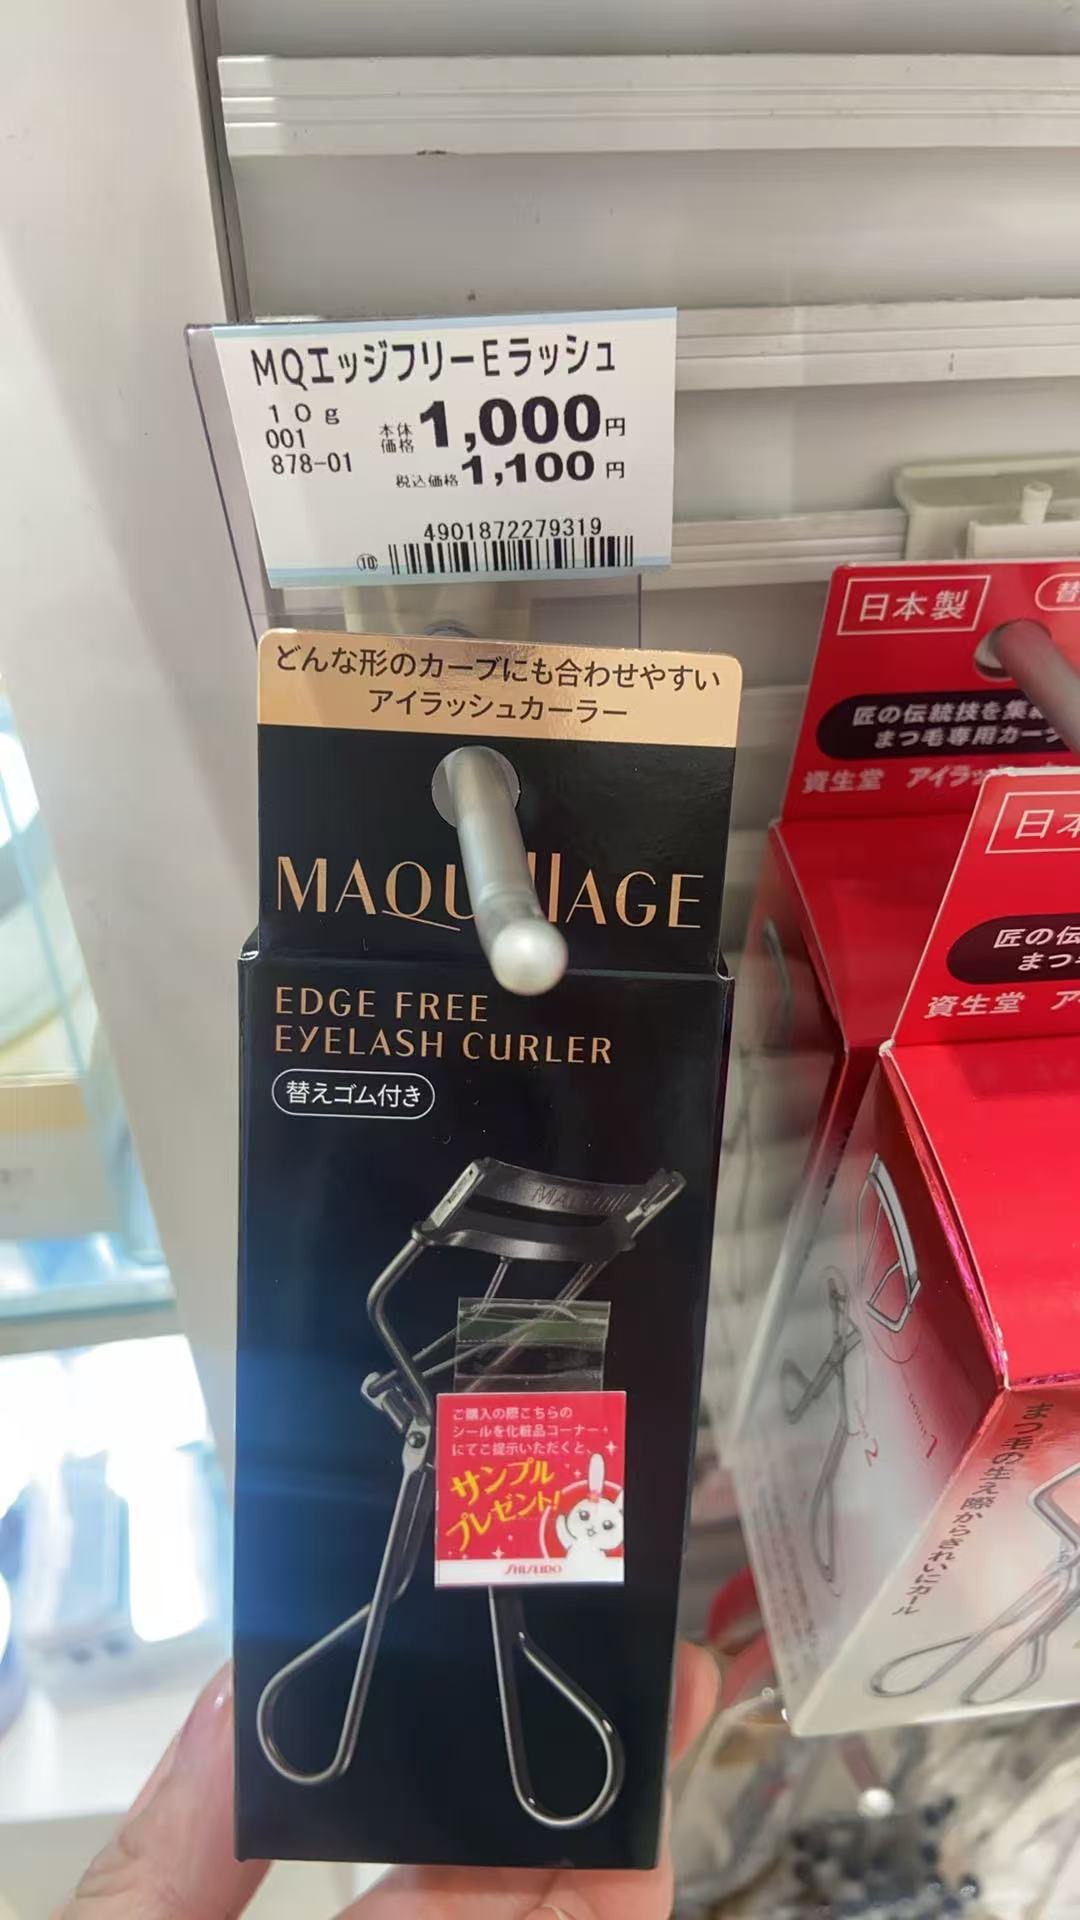 MQエッジフリーEラッシュ
10g
001
878-01
本体価格 1,000円
税込価格 1,100円
4901872279319
⑩
どんな形のカーブにも合わせやすい
アイラッシュカーラー
MAQUillAGE
EDGE FREE
EYELASH CURLER
替えゴム付き
ご購入の際こちらの
シールを化粧品コーナー
にてご提示いただくと、
サンプル
プレゼント!
SHISEIDO
日本製
替
匠の伝統技を集
まつ毛専用カー
資生堂 アイラッ
日本
匠の伝
まつ
資生堂 ア
まつ毛の生え際からきれいにカール